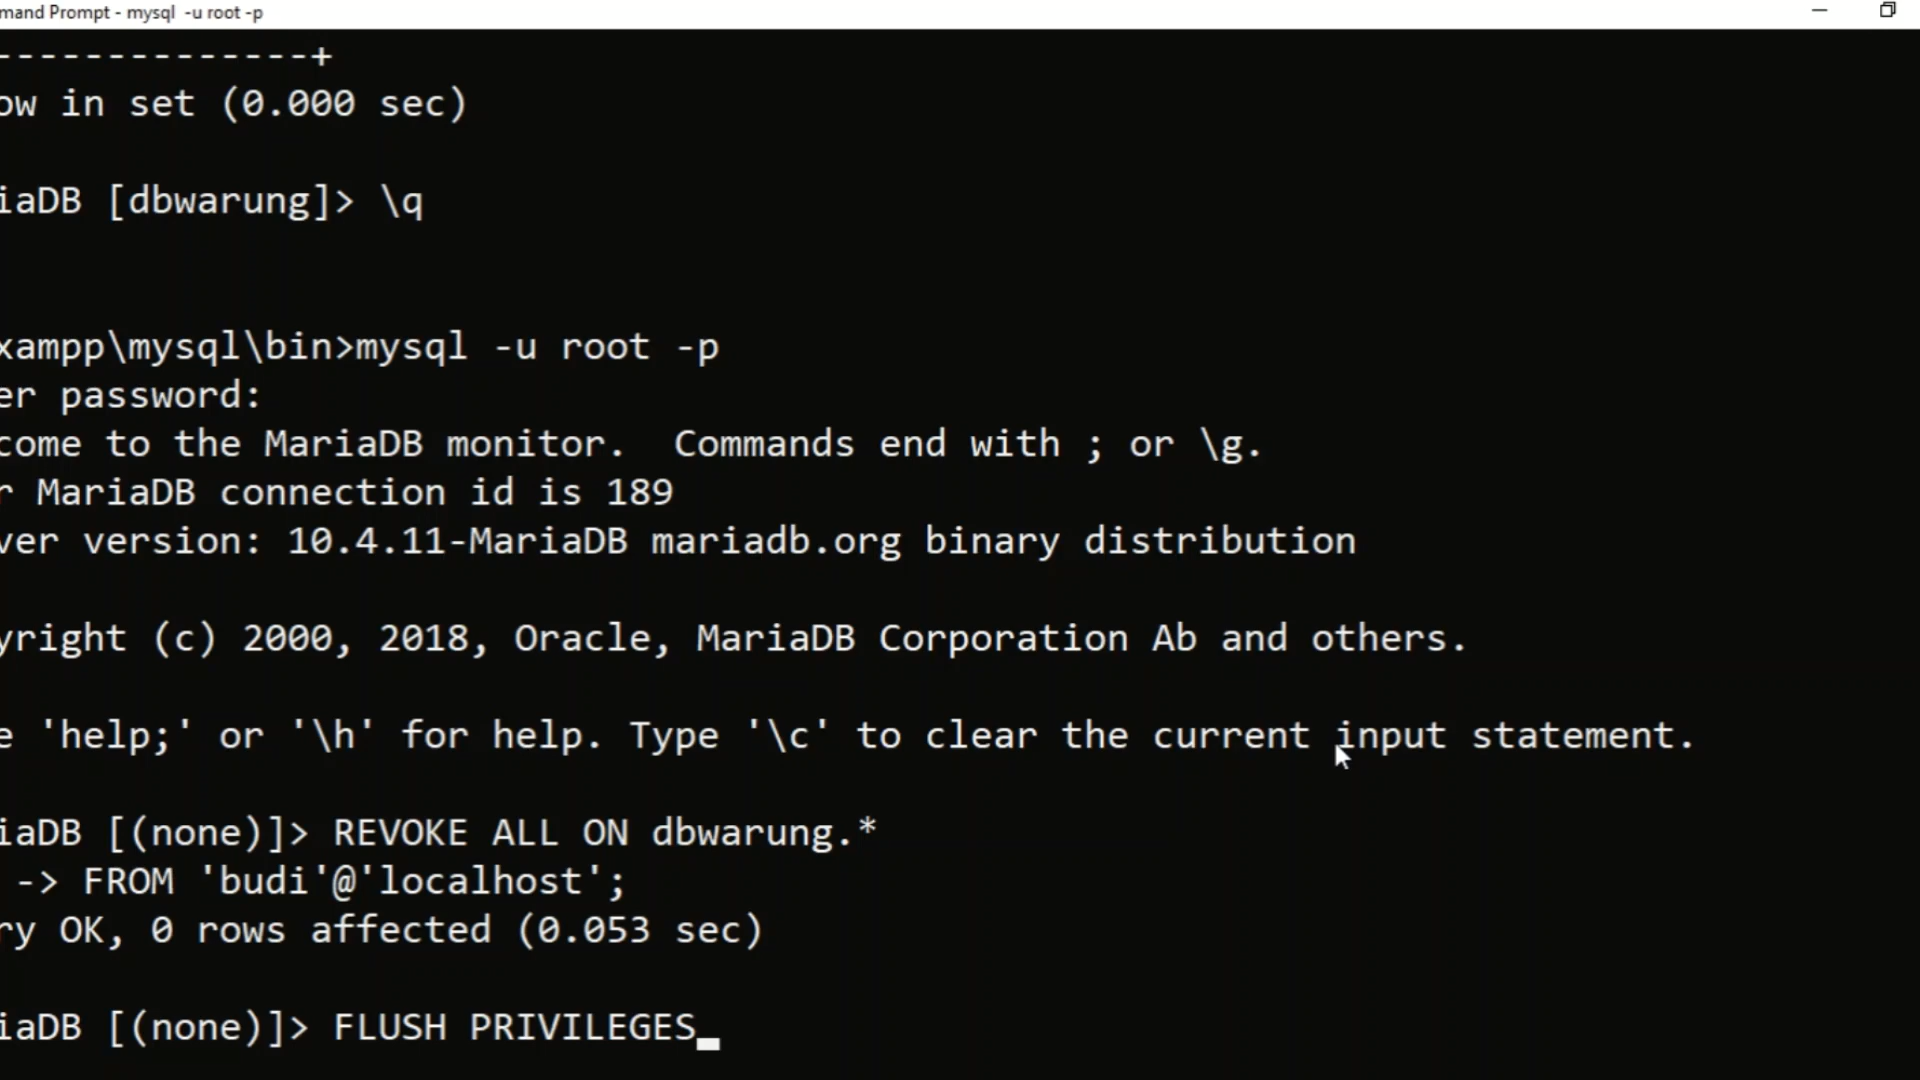 mand Prompt - mysql -u root -p
--------------+
ow in set (0.000 sec)
iaDB [dbwarung]> \q
xampp\mysql\bin>mysql -u root -p
er password:
come to the MariaDB monitor.  Commands end with ; or \g.
r MariaDB connection id is 189
ver version: 10.4.11-MariaDB mariadb.org binary distribution
yright (c) 2000, 2018, Oracle, MariaDB Corporation Ab and others.
e 'help;' or '\h' for help. Type '\c' to clear the current input statement.
iaDB [(none)]> REVOKE ALL ON dbwarung.*
-> FROM 'budi'@'localhost';
ry OK, 0 rows affected (0.053 sec)
iaDB [(none)]> FLUSH PRIVILEGES